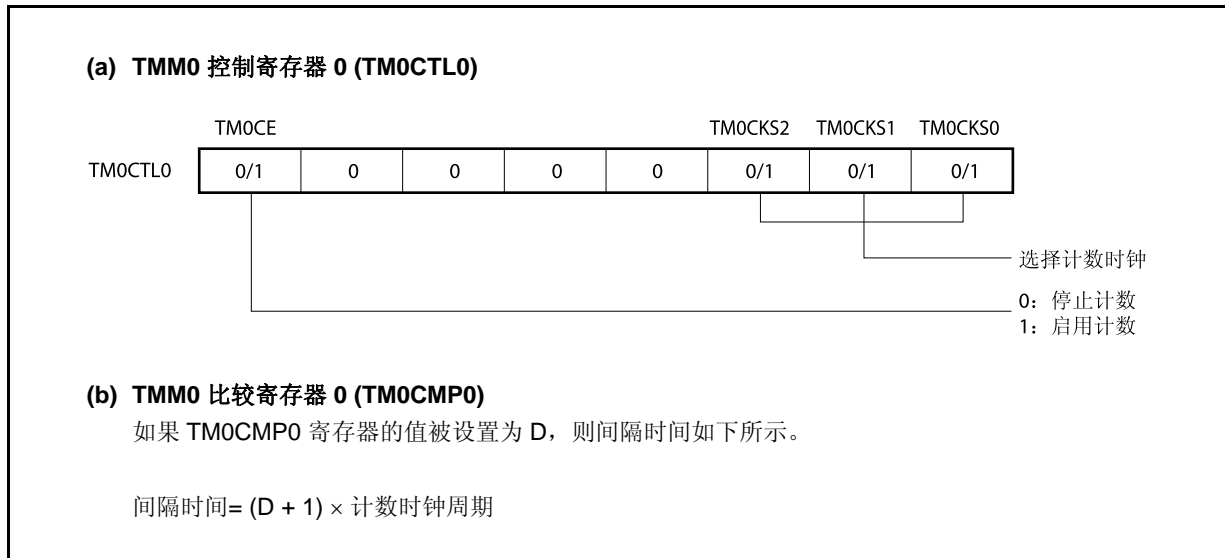 (a) TMM0 控制寄存器 0 (TM0CTL0)
TM0CE TM0CKS2 TM0CKS1 TM0CKS0
TM0CTL0 0/1 0 0 0 0 0/1 0/1 0/1
选择计数时钟
0：停止计数
1：启用计数
(b) TMM0 比较寄存器 0 (TM0CMP0)
如果 TM0CMP0 寄存器的值被设置为 D，则间隔时间如下所示。
间隔时间= (D + 1) × 计数时钟周期